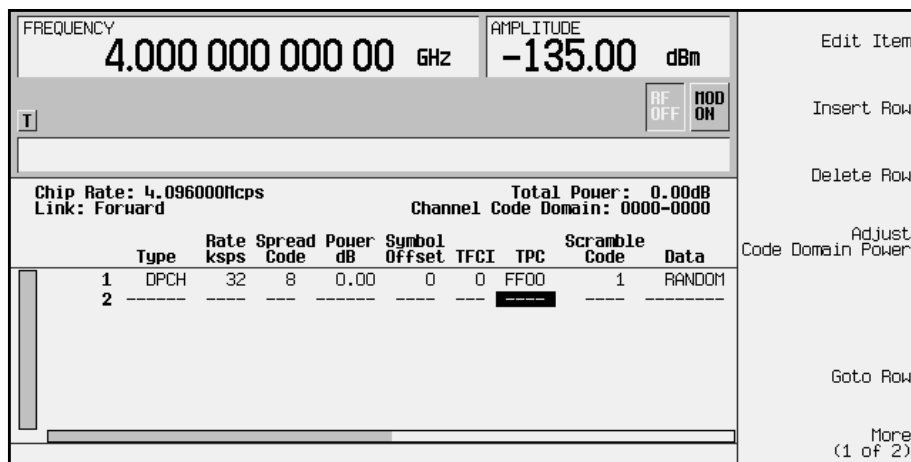 FREQUENCY
4.000 000 000 00 GHz
AMPLITUDE
-135.00 dBm
RF OFF
MOD ON
T
Chip Rate: 4.096000Mcps
Total Power: 0.00dB
Link: Forward
Channel Code Domain: 0000-0000
Type Rate ksps Spread Code Power dB Symbol Offset TFCI TPC Scramble Code Data
1 DPCH 32 8 0.00 0 0 FF00 1 RANDOM
2 ------ ---- --- ------ ---- --- ---- ---- --------
Edit Item
Insert Row
Delete Row
Adjust
Code Domain Power
Goto Row
More
(1 of 2)